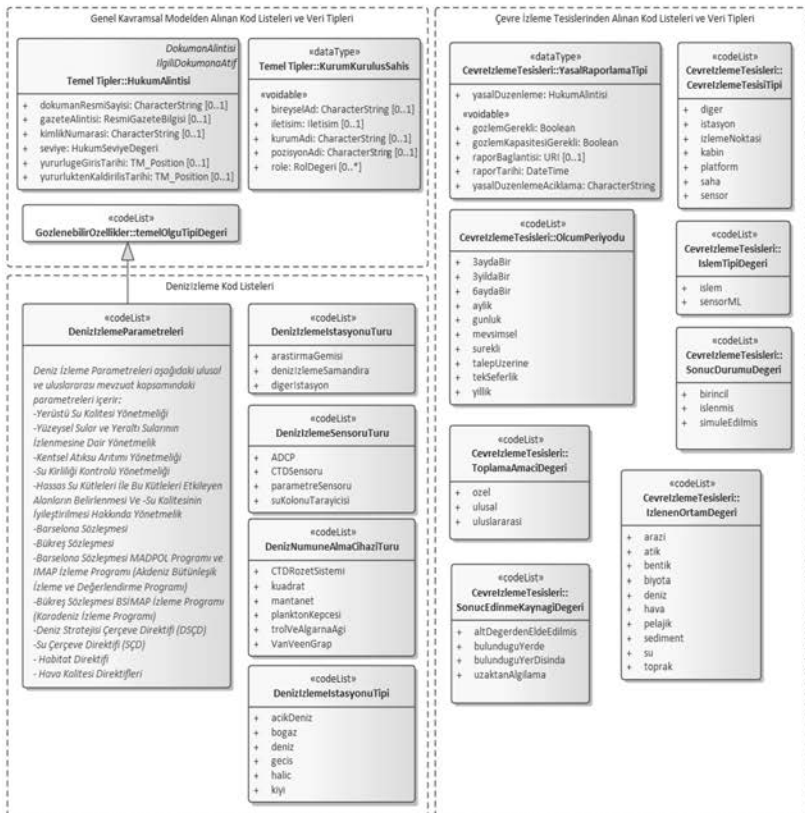 Genel Kavramsal Modelden Alınan Kod Listeleri ve Veri Tipleri
DokumanAlintisi
IlgiliDokumanaAtif
Temel Tipler::HukumAlintisi
+ dokumanResmiSayisi: CharacterString [0..1]
+ gazeteAlintisi: ResmiGazeteBilgisi [0..1]
+ kimlikNumarasi: CharacterString [0..1]
+ seviye: HukumSeviyeDegeri
+ yururlugeGirisTarihi: TM_Position [0..1]
+ yururluktenKaldirilisTarihi: TM_Position [0..1]
«dataType»
Temel Tipler::KurumKurulusSahis
«voidable»
+ bireyselAd: CharacterString [0..1]
+ iletisim: Iletisim [0..1]
+ kurumAdi: CharacterString [0..1]
+ pozisyonAdi: CharacterString [0..1]
+ role: RolDegeri [0..*]
«codeList»
GozlenebilirOzellikler::temelOlguTipiDegeri
DenizIzleme Kod Listeleri
«codeList»
DenizIzlemeParametreleri
Deniz İzleme Parametreleri aşağıdaki ulusal
ve uluslararası mevzuat kapsamındaki
parametreleri içerir:
-Yerüstü Su Kalitesi Yönetmeliği
-Yüzeysel Sular ve Yeraltı Sularının
İzlenmesine Dair Yönetmelik
-Kentsel Atıksu Arıtımı Yönetmeliği
-Su Kirliliği Kontrolü Yönetmeliği
-Hassas Su Kütleleri İle Bu Kütleleri Etkileyen
Alanların Belirlenmesi Ve -Su Kalitesinin
İyileştirilmesi Hakkında Yönetmelik
-Barselona Sözleşmesi
-Bükreş Sözleşmesi
-Barselona Sözleşmesi MADPOL Programı ve
IMAP İzleme Programı (Akdeniz Bütünleşik
İzleme ve Değerlendirme Programı)
-Bükreş Sözleşmesi BSIMAP İzleme Programı
(Karadeniz İzleme Programı)
-Deniz Stratejisi Çerçeve Direktifi (DSÇD)
-Su Çerçeve Direktifi (SÇD)
- Habitat Direktifi
- Hava Kalitesi Direktifleri
«codeList»
DenizIzlemeIstasyonuTuru
+ arastirmaGemisi
+ denizIzlemeSamandira
+ digerIstasyon
«codeList»
DenizIzlemeSensoruTuru
+ ADCP
+ CTDSensoru
+ parametreSensoru
+ suKolonuTarayicisi
«codeList»
DenizNumuneAlmaCihaziTuru
+ CTDRozetSistemi
+ kuadrat
+ mantanet
+ planktonKepcesi
+ trolVeAlgarnaAgi
+ VanVeenGrap
«codeList»
DenizIzlemeIstasyonuTipi
+ acikDeniz
+ bogaz
+ deniz
+ gecis
+ halic
+ kiyi
Çevre İzleme Tesislerinden Alınan Kod Listeleri ve Veri Tipleri
«dataType»
CevreIzlemeTesisleri::YasalRaporlamaTipi
+ yasalDuzenleme: HukumAlintisi
«voidable»
+ gozlemGerekli: Boolean
+ gozlemKapasitesiGerekli: Boolean
+ raporBaglantisi: URI [0..1]
+ raporTarihi: DateTime
+ yasalDuzenlemeAciklama: CharacterString
«codeList»
CevreIzlemeTesisleri::
CevreIzlemeTesisiTipi
+ diger
+ istasyon
+ izlemeNoktasi
+ kabin
+ platform
+ saha
+ sensor
«codeList»
CevreIzlemeTesisleri::OlcumPeriyodu
+ 3aydaBir
+ 3yildaBir
+ 6aydaBir
+ aylik
+ gunluk
+ mevsimsel
+ surekli
+ talepUzerine
+ tekSeferlik
+ yillik
«codeList»
CevreIzlemeTesisleri::
IslemTipiDegeri
+ islem
+ sensorML
«codeList»
CevreIzlemeTesisleri::
SonucDurumuDegeri
+ birincil
+ islenmis
+ simuleEdilmis
«codeList»
CevreIzlemeTesisleri::
ToplamaAmaciDegeri
+ ozel
+ ulusal
+ uluslararasi
«codeList»
CevreIzlemeTesisleri::
IzlenenOrtamDegeri
+ arazi
+ atik
+ bentik
+ biyota
+ deniz
+ hava
+ pelajik
+ sediment
+ su
+ toprak
«codeList»
CevreIzlemeTesisleri::
SonucEdinmeKaynagiDegeri
+ altDegerdenEldeEdilmis
+ bulunduguYerde
+ bulunduguYerDisinda
+ uzaktanAlgilama